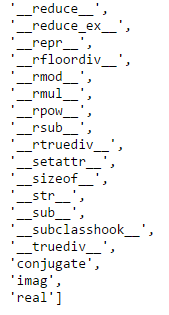 '__reduce__',
'__reduce_ex__',
'__repr__',
'__rfloordiv__',
'__rmod__',
'__rmul__',
'__rpow__',
'__rsub__',
'__rtruediv__',
'__setattr__',
'__sizeof__',
'__str__',
'__sub__',
'__subclasshook__',
'__truediv__',
'conjugate',
'imag',
'real']